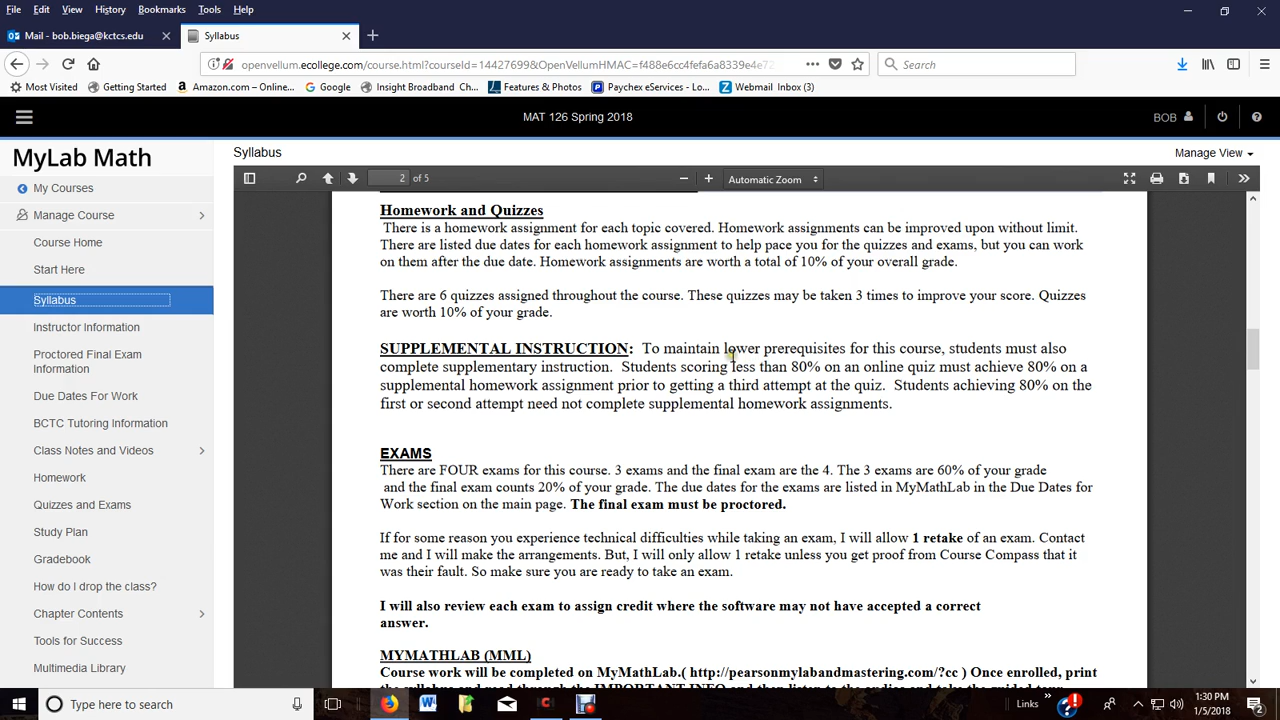 File Edit View History Bookmarks Tools Help
Mail - bob.biega@kctcs.edu × Syllabus × +
openvellum.ecollege.com/course.html?courseId=14427699&OpenVellumHMAC=f488e6cc4fefa6a8339e72 Search
Most Visited Getting Started Amazon.com – Online... Google Insight Broadband Ch... Features & Photos Paychex eServices - Lo... Webmail Inbox (3)
MAT 126 Spring 2018 BOB
MyLab Math
My Courses
Manage Course
Course Home
Start Here
Syllabus
Instructor Information
Proctored Final Exam
Information
Due Dates For Work
BCTC Tutoring Information
Class Notes and Videos
Homework
Quizzes and Exams
Study Plan
Gradebook
How do I drop the class?
Chapter Contents
Tools for Success
Multimedia Library
Syllabus Manage View
2 of 5 Automatic Zoom
Homework and Quizzes
There is a homework assignment for each topic covered. Homework assignments can be improved upon without limit.
There are listed due dates for each homework assignment to help pace you for the quizzes and exams, but you can work
on them after the due date. Homework assignments are worth a total of 10% of your overall grade.
There are 6 quizzes assigned throughout the course. These quizzes may be taken 3 times to improve your score. Quizzes
are worth 10% of your grade.
SUPPLEMENTAL INSTRUCTION: To maintain lower prerequisites for this course, students must also
complete supplementary instruction. Students scoring less than 80% on an online quiz must achieve 80% on a
supplemental homework assignment prior to getting a third attempt at the quiz. Students achieving 80% on the
first or second attempt need not complete supplemental homework assignments.
EXAMS
There are FOUR exams for this course. 3 exams and the final exam are the 4. The 3 exams are 60% of your grade
and the final exam counts 20% of your grade. The due dates for the exams are listed in MyMathLab in the Due Dates for
Work section on the main page. The final exam must be proctored.
If for some reason you experience technical difficulties while taking an exam, I will allow 1 retake of an exam. Contact
me and I will make the arrangements. But, I will only allow 1 retake unless you get proof from Course Compass that it
was their fault. So make sure you are ready to take an exam.
I will also review each exam to assign credit where the software may not have accepted a correct
answer.
MYMATHLAB (MML)
Course work will be completed on MyMathLab.( http://pearsonmylabandmastering.com/?cc ) Once enrolled, print
Type here to search Links 1:30 PM
1/5/2018